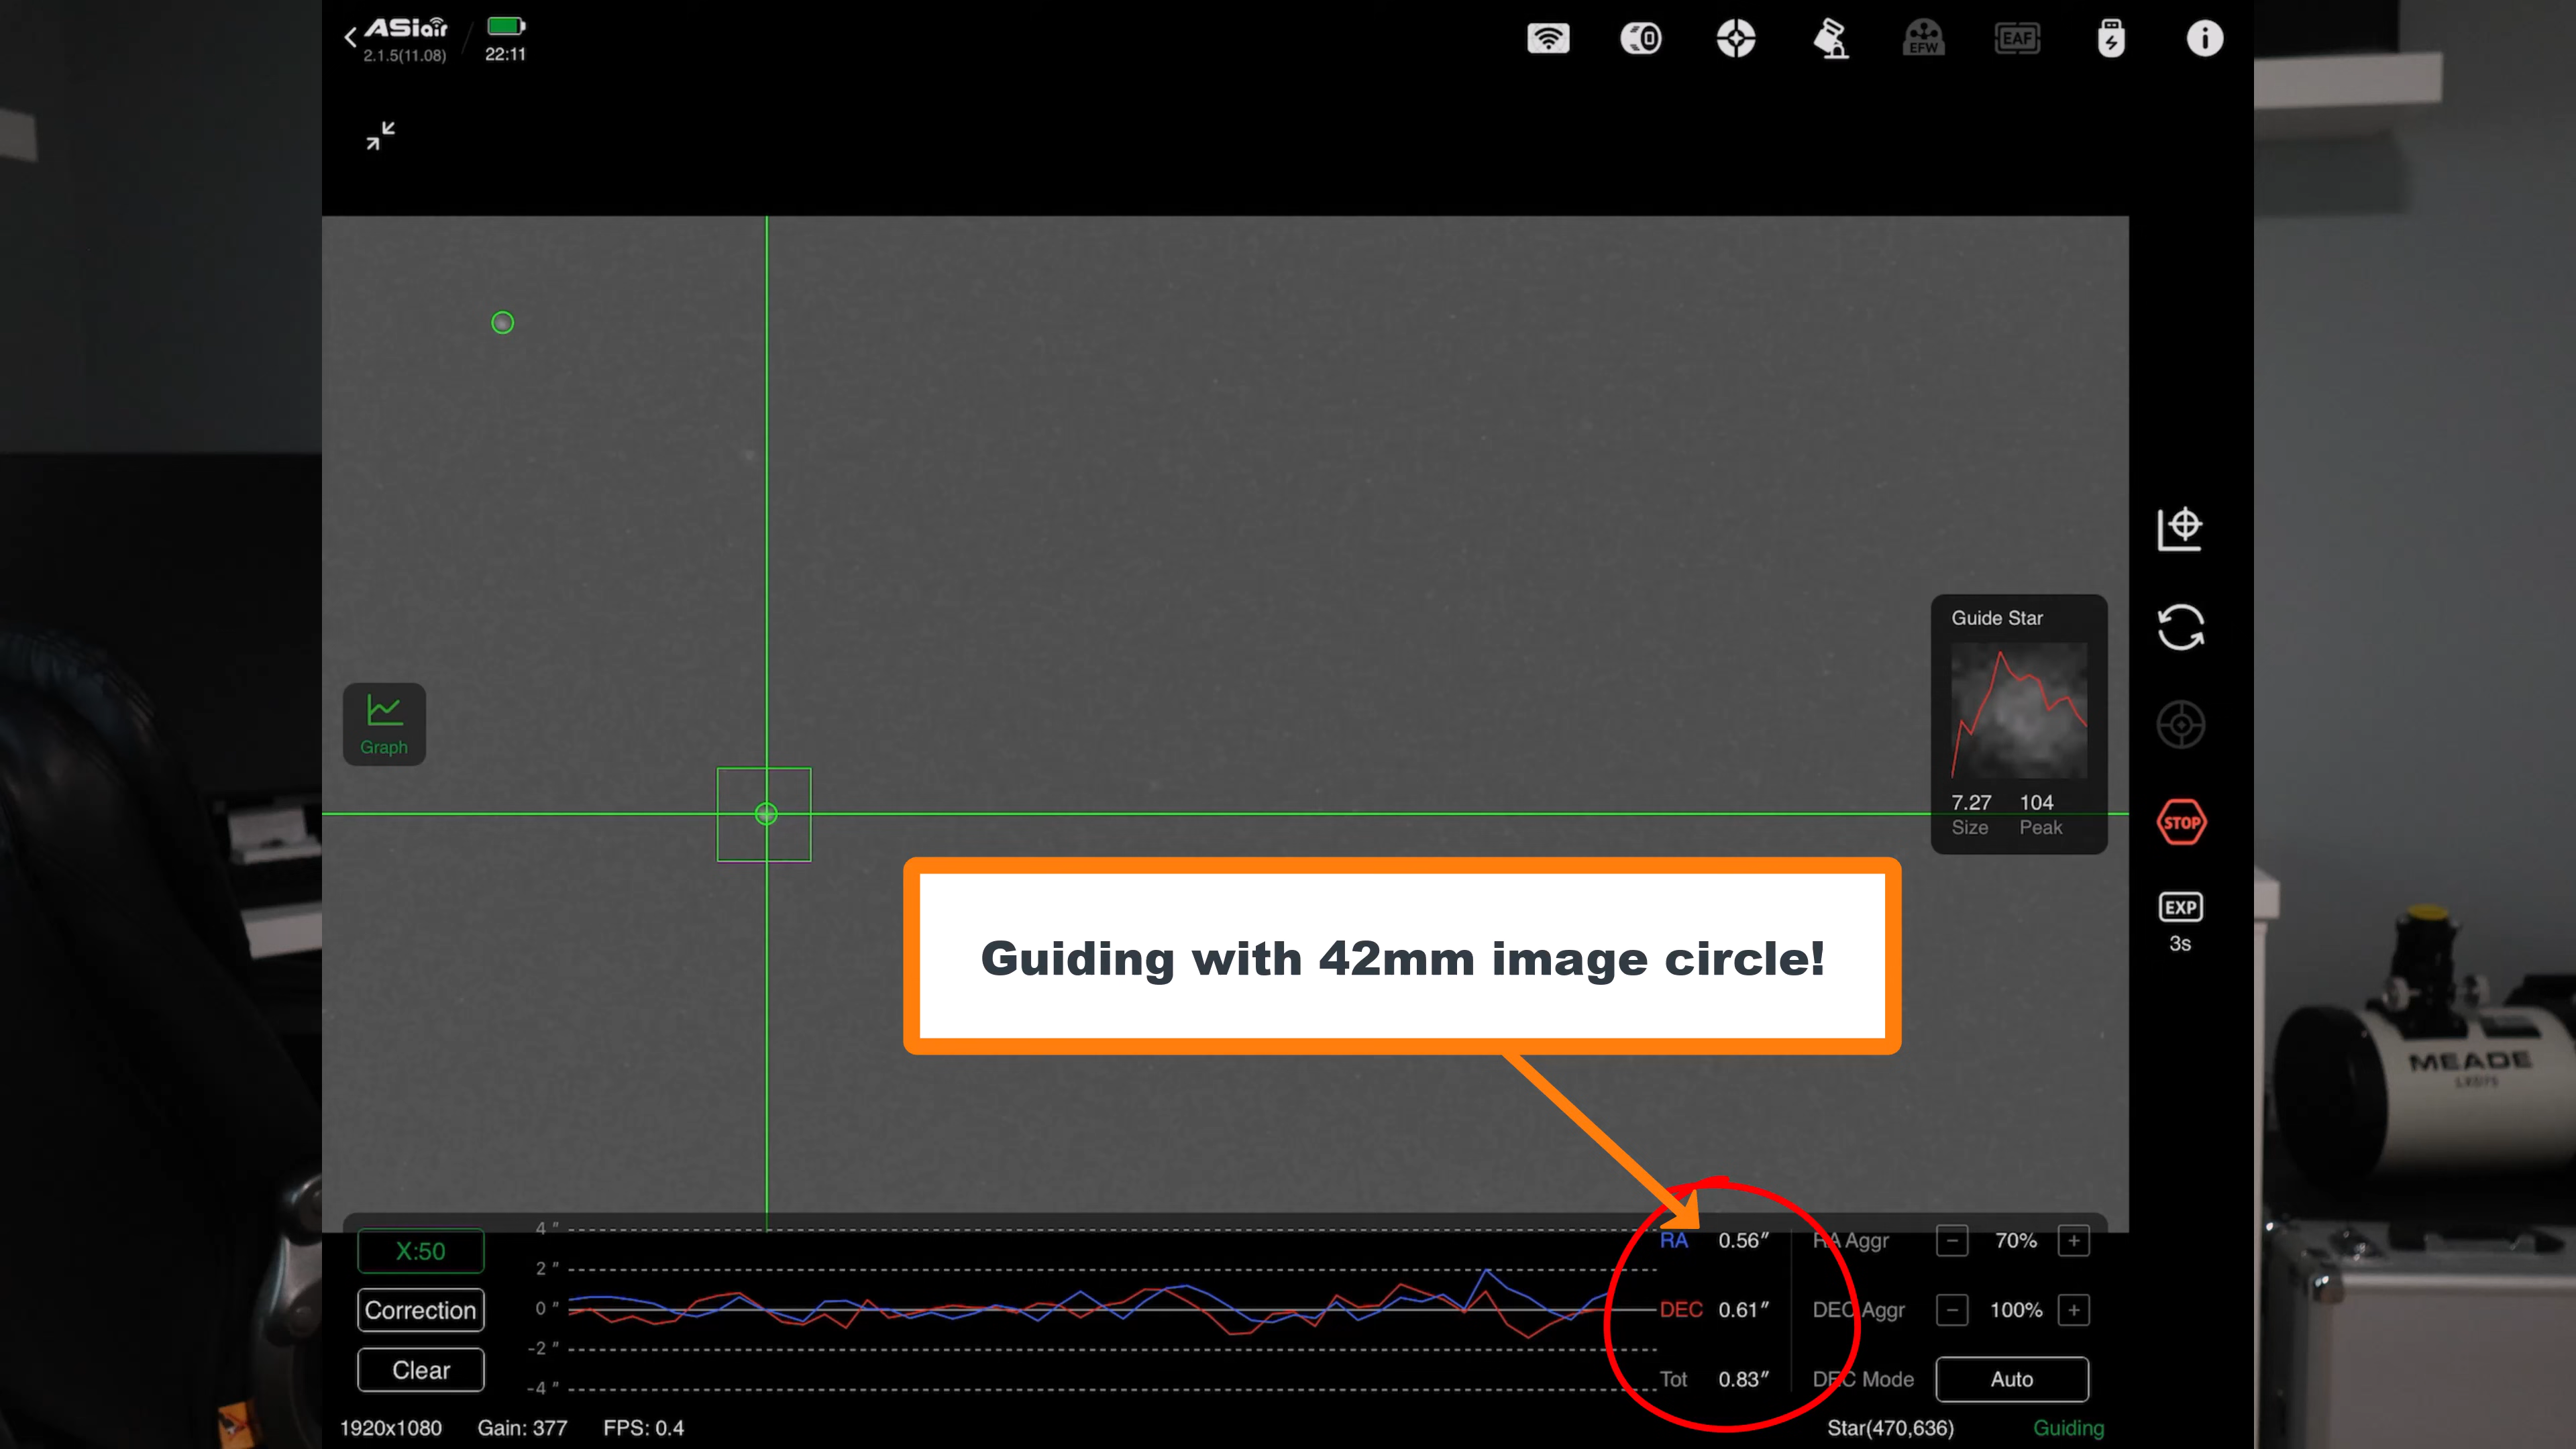 ASiair
2.1.5(11.08)
22:11
EFW
EAF
Graph
Guide Star
7.27 104
Size Peak
STOP
EXP
3s
Guiding with 42mm image circle!
MEADE
X:50
Correction
Clear
4 "
2 "
0 "
-2 "
-4 "
RA 0.56"
DEC 0.61"
Tot 0.83"
RA Aggr - 70% +
DEC Aggr - 100% +
DEC Mode Auto
1920x1080 Gain: 377 FPS: 0.4
Star(470,636) Guiding